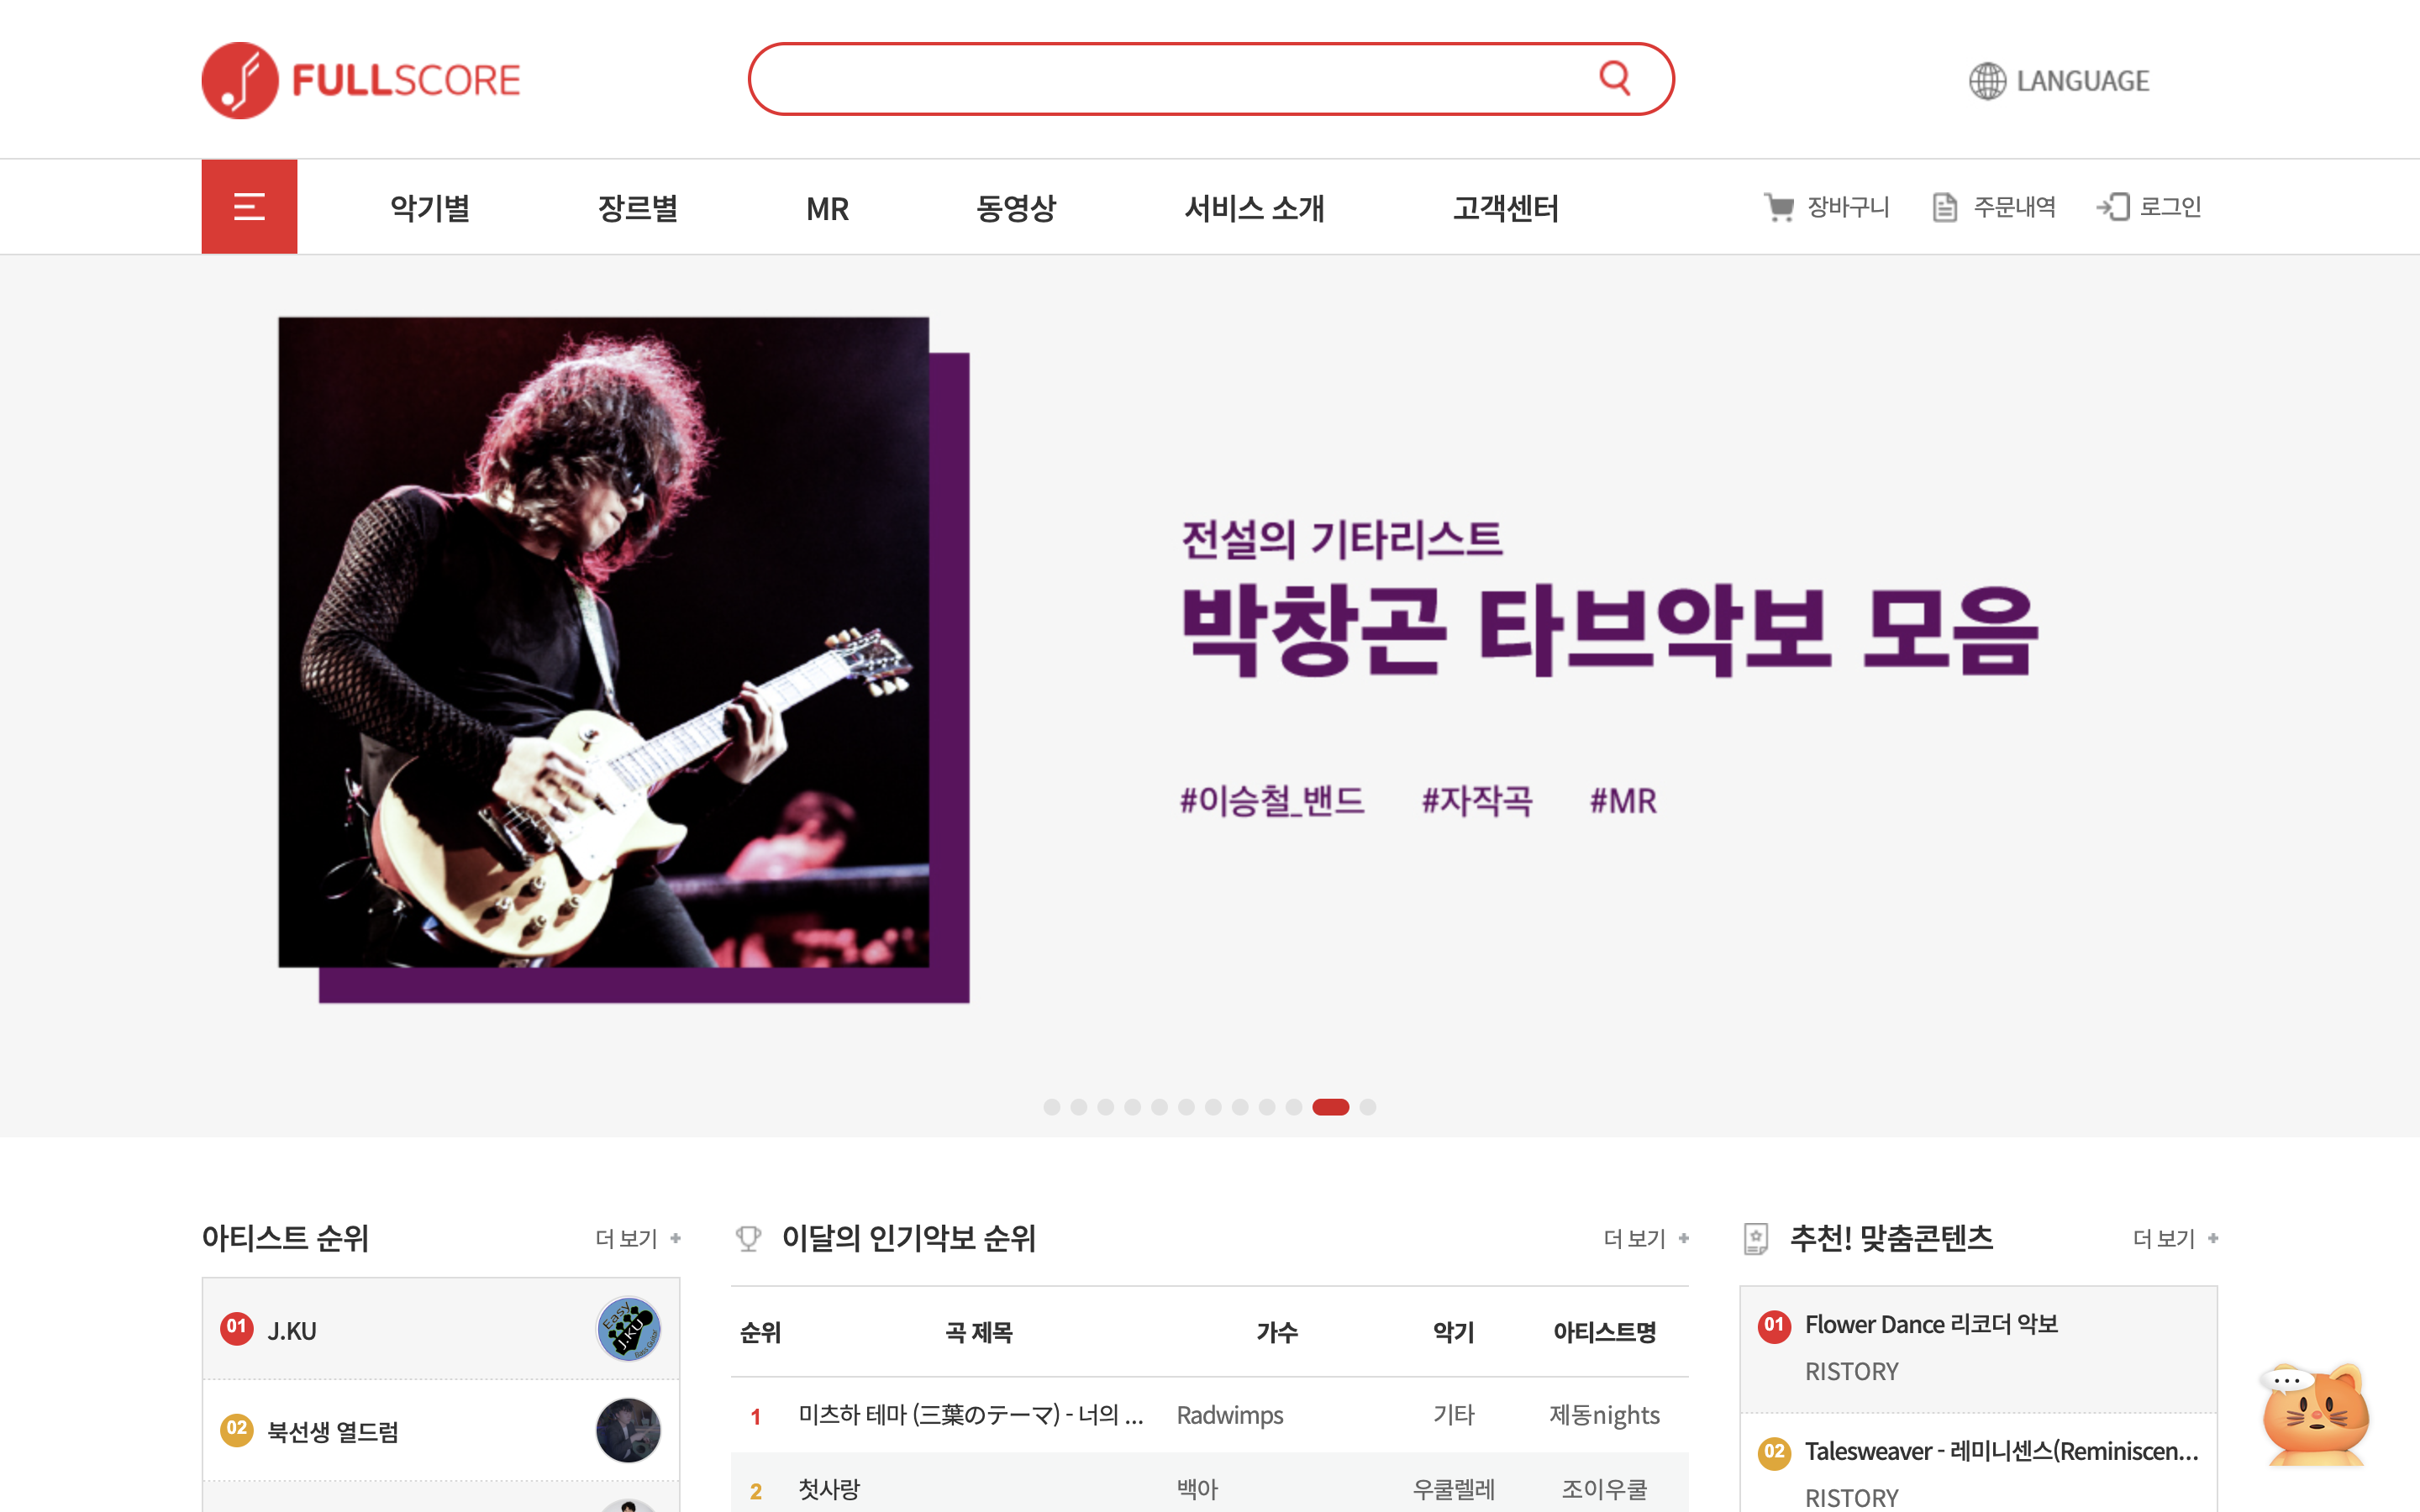 FULLSCORE
LANGUAGE
악기별 장르별 MR 동영상 서비스 소개 고객센터 장바구니 주문내역 로그인
전설의 기타리스트
박창곤 타브악보 모음
#이승철_밴드 #자작곡 #MR
아티스트 순위 더 보기 +
01 J.KU
Easy J.KU Bass Guitar
02 북선생 열드럼
이달의 인기악보 순위 더 보기 +
순위 곡 제목 가수 악기 아티스트명
1 미츠하 테마 (三葉のテーマ) - 너의 ... Radwimps 기타 제동nights
2 첫사랑 백아 우쿨렐레 조이우쿨
추천! 맞춤콘텐츠 더 보기 +
01 Flower Dance 리코더 악보
RISTORY
02 Talesweaver - 레미니센스(Reminiscen...
RISTORY